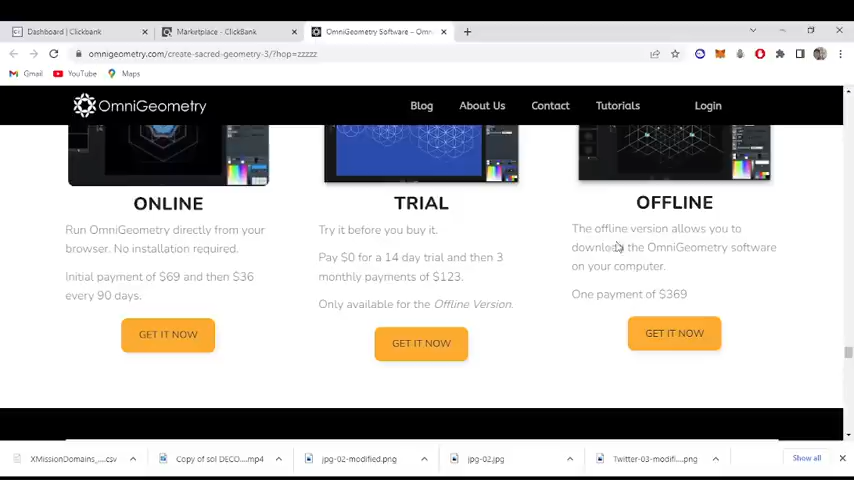 Dashboard | Clickbank
Marketplace - ClickBank
OmniGeometry Software – Omn
omnigeometry.com/create-sacred-geometry-3/?hop=zzzzz
Gmail YouTube Maps
OmniGeometry Blog About Us Contact Tutorials Login
ONLINE
Run OmniGeometry directly from your
browser. No installation required.
Initial payment of $69 and then $36
every 90 days.
GET IT NOW
TRIAL
Try it before you buy it.
Pay $0 for a 14 day trial and then 3
monthly payments of $123.
Only available for the Offline Version.
GET IT NOW
OFFLINE
The offline version allows you to
download the OmniGeometry software
on your computer.
One payment of $369
GET IT NOW
XMissionDomains_....csv
Copy of sol DECO....mp4
jpg-02-modified.png
jpg-02.jpg
Twitter-03-modifi....png
Show all